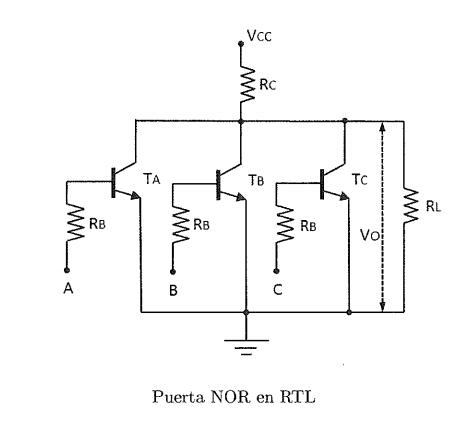 VCC
RC
TA
TB
TC
RB
RB
RB
RL
VO
A
B
C
Puerta NOR en RTL